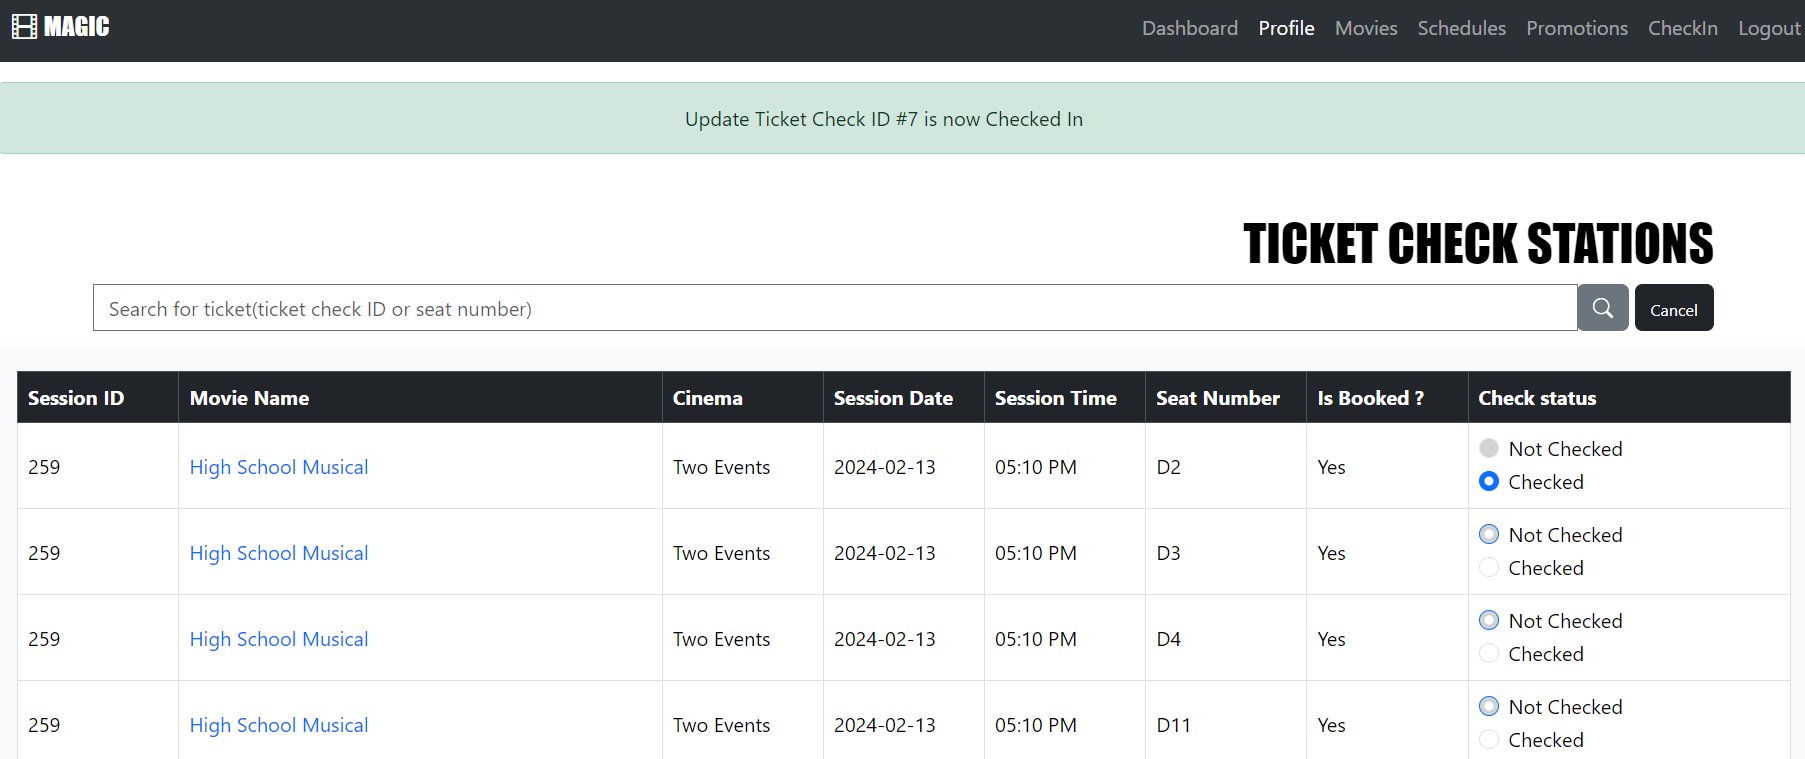 MAGIC
Dashboard Profile Movies Schedules Promotions CheckIn Logout
Update Ticket Check ID #7 is now Checked In
TICKET CHECK STATIONS
Search for ticket(ticket check ID or seat number)
Cancel
Session ID Movie Name Cinema Session Date Session Time Seat Number Is Booked ? Check status
Not Checked
259 High School Musical Two Events 2024-02-13 05:10 PM D2 Yes
Checked
Not Checked
259 High School Musical Two Events 2024-02-13 05:10 PM D3 Yes
Checked
Not Checked
259 High School Musical Two Events 2024-02-13 05:10 PM D4 Yes
Checked
Not Checked
259 High School Musical Two Events 2024-02-13 05:10 PM D11 Yes
Checked